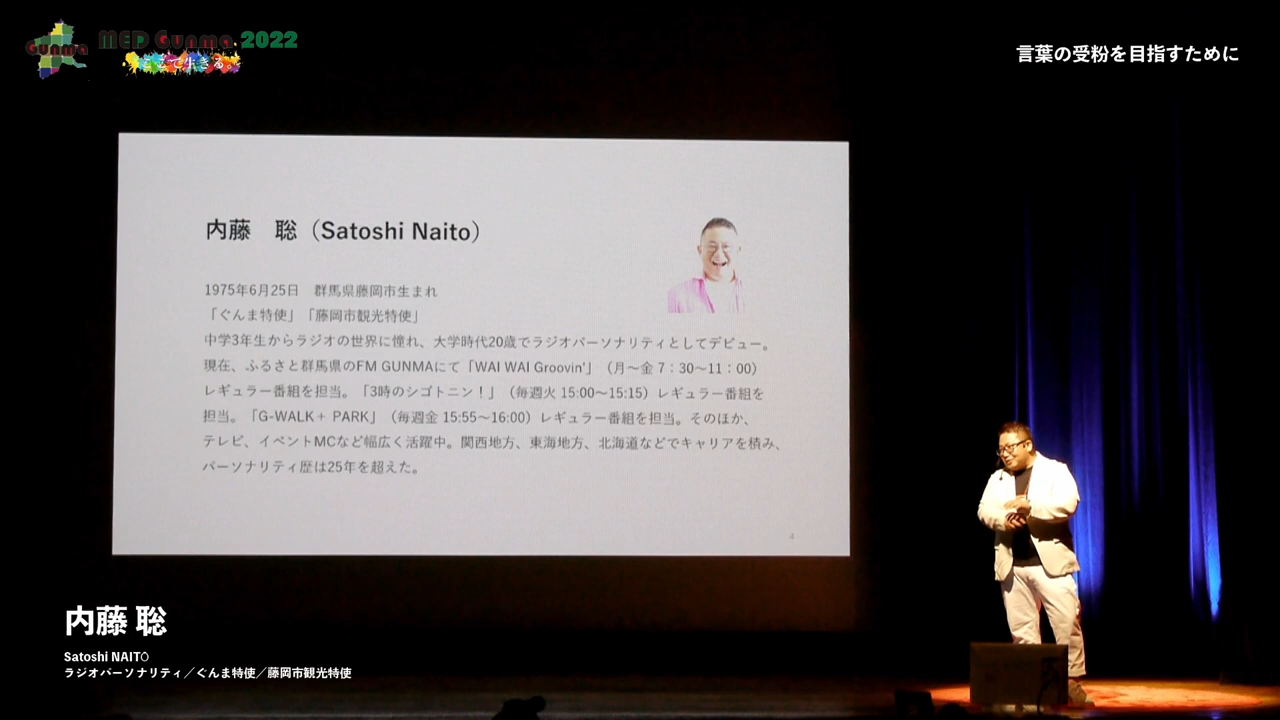 Gunma
MED Gunma 2022
て生きる。
言葉の受粉を目指すために
内藤　聡（Satoshi Naito）
1975年6月25日　群馬県藤岡市生まれ
「ぐんま特使」「藤岡市観光特使」
中学3年生からラジオの世界に憧れ、大学時代20歳でラジオパーソナリティとしてデビュー。
現在、ふるさと群馬県のFM GUNMAにて「WAI WAI Groovin'」（月～金 7：30～11：00）
レギュラー番組を担当。「3時のシゴトニン！」（毎週火 15:00～15:15）レギュラー番組を
担当。「G-WALK＋ PARK」（毎週金 15:55～16:00）レギュラー番組を担当。そのほか、
テレビ、イベントMCなど幅広く活躍中。関西地方、東海地方、北海道などでキャリアを積み、
パーソナリティ歴は25年を超えた。
4
内藤 聡
Satoshi NAITO
ラジオパーソナリティ／ぐんま特使／藤岡市観光特使